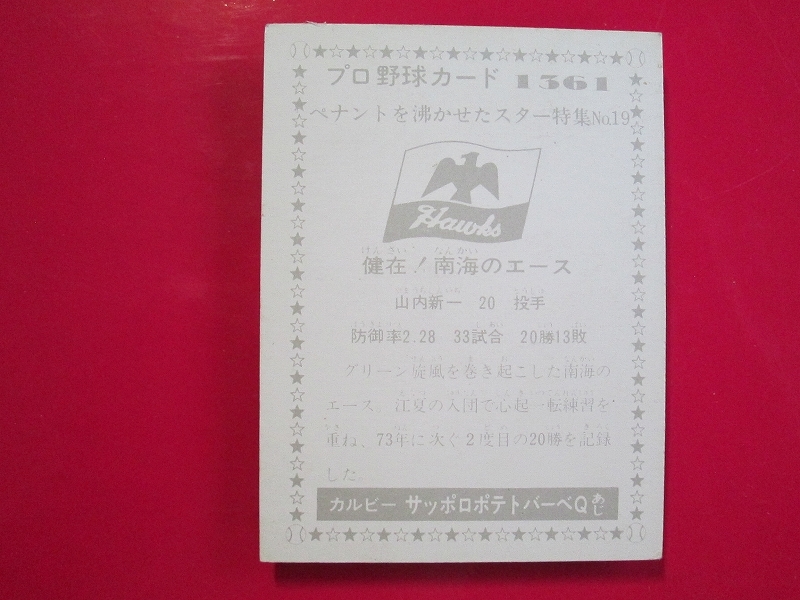 プロ野球カード 1361
ペナントを沸かせたスター特集No.19
Hawks
健在！南海のエース
山内新一 20 投手
防御率2.28 33試合 20勝13敗
グリーン旋風を巻き起こした南海の
エース。江夏の入団で心起一転練習を
重ね、73年に次ぐ2度目の20勝を記録
した。
カルビー サッポロポテトバーベQあじ